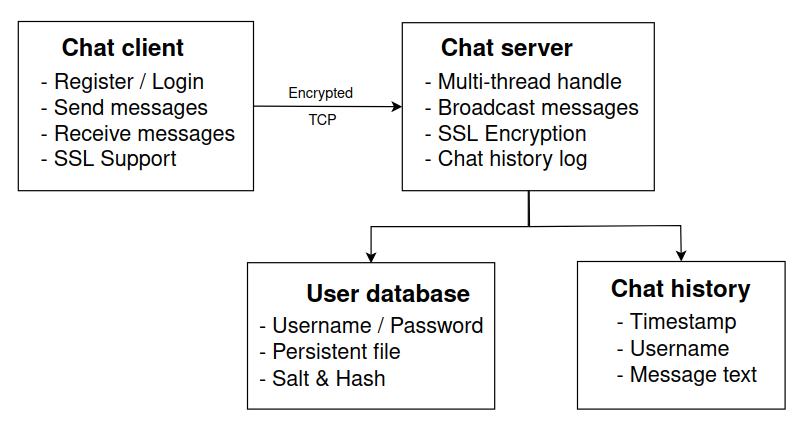 Chat client
- Register / Login
- Send messages
- Receive messages
- SSL Support
Encrypted
TCP
Chat server
- Multi-thread handle
- Broadcast messages
- SSL Encryption
- Chat history log
User database
- Username / Password
- Persistent file
- Salt & Hash
Chat history
- Timestamp
- Username
- Message text